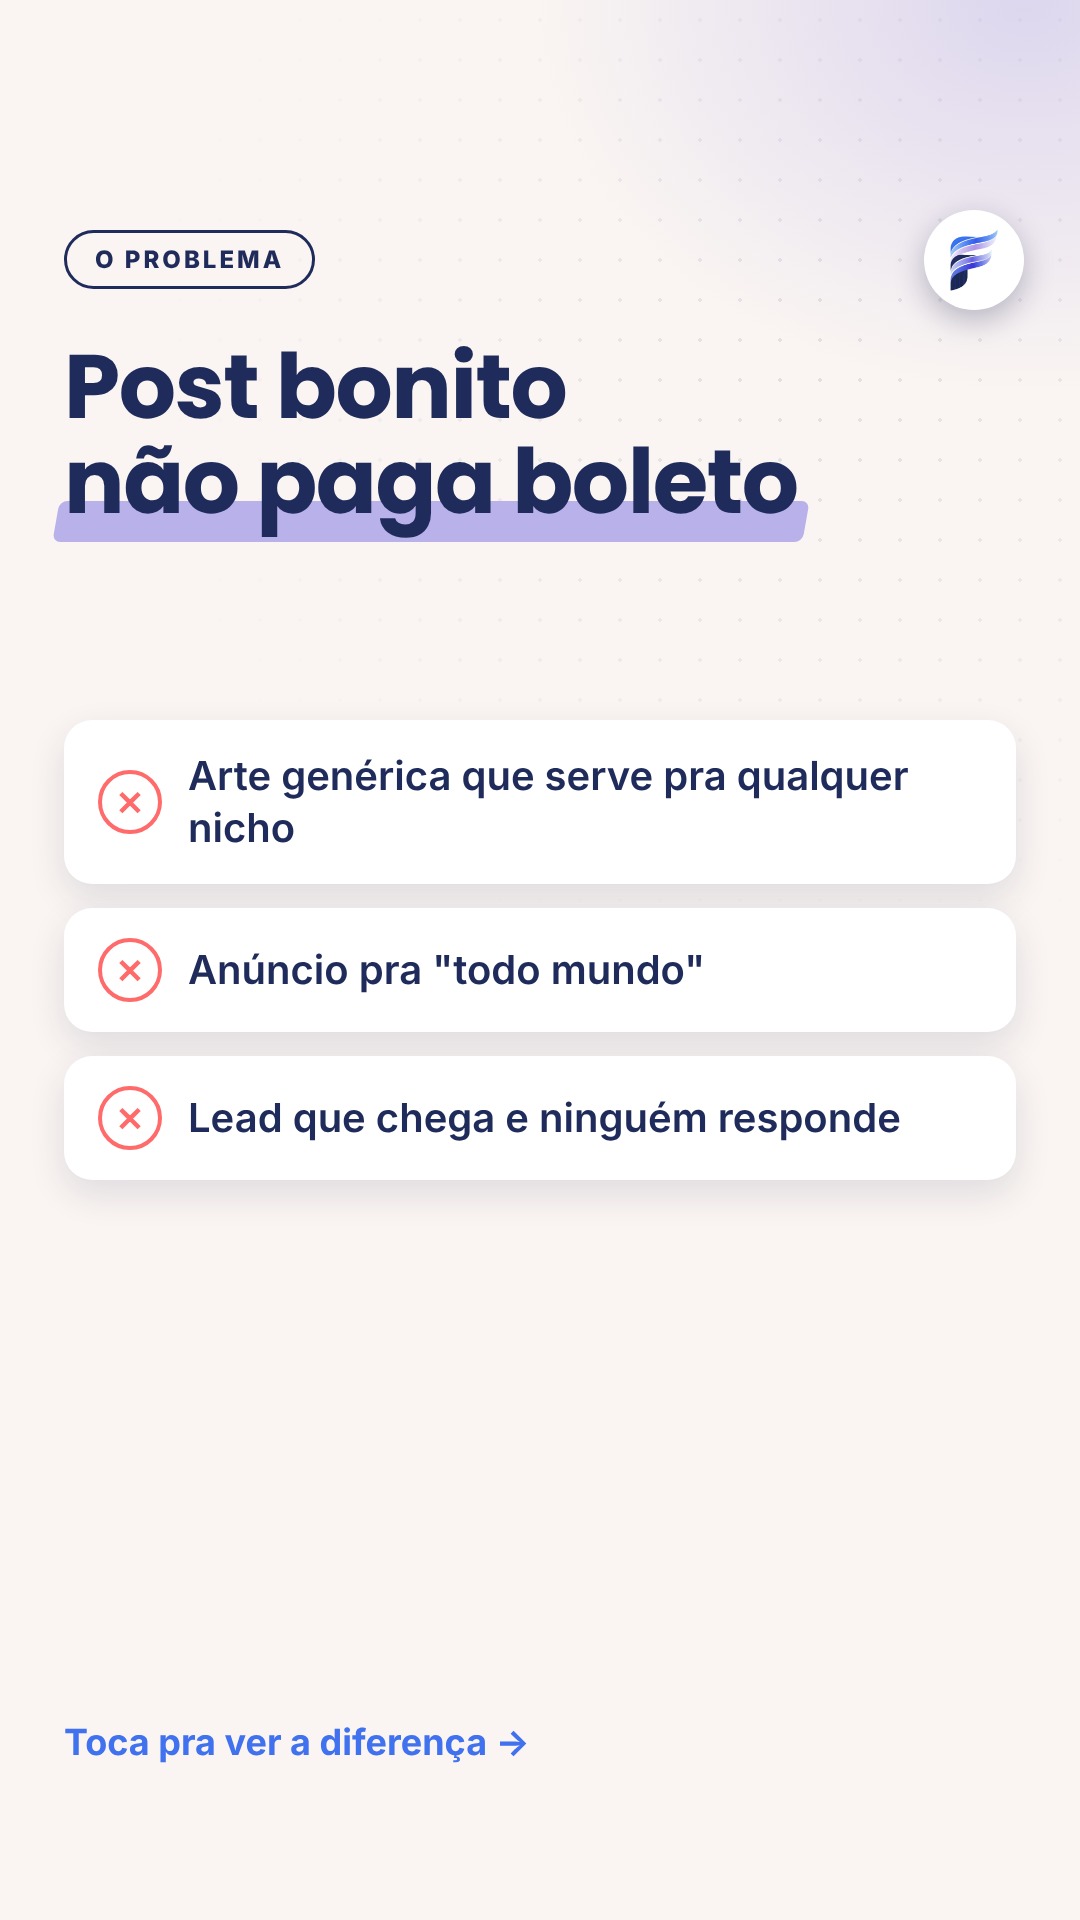 O PROBLEMA
Post bonito
não paga boleto
Arte genérica que serve pra qualquer
nicho
Anúncio pra "todo mundo"
Lead que chega e ninguém responde
Toca pra ver a diferença →